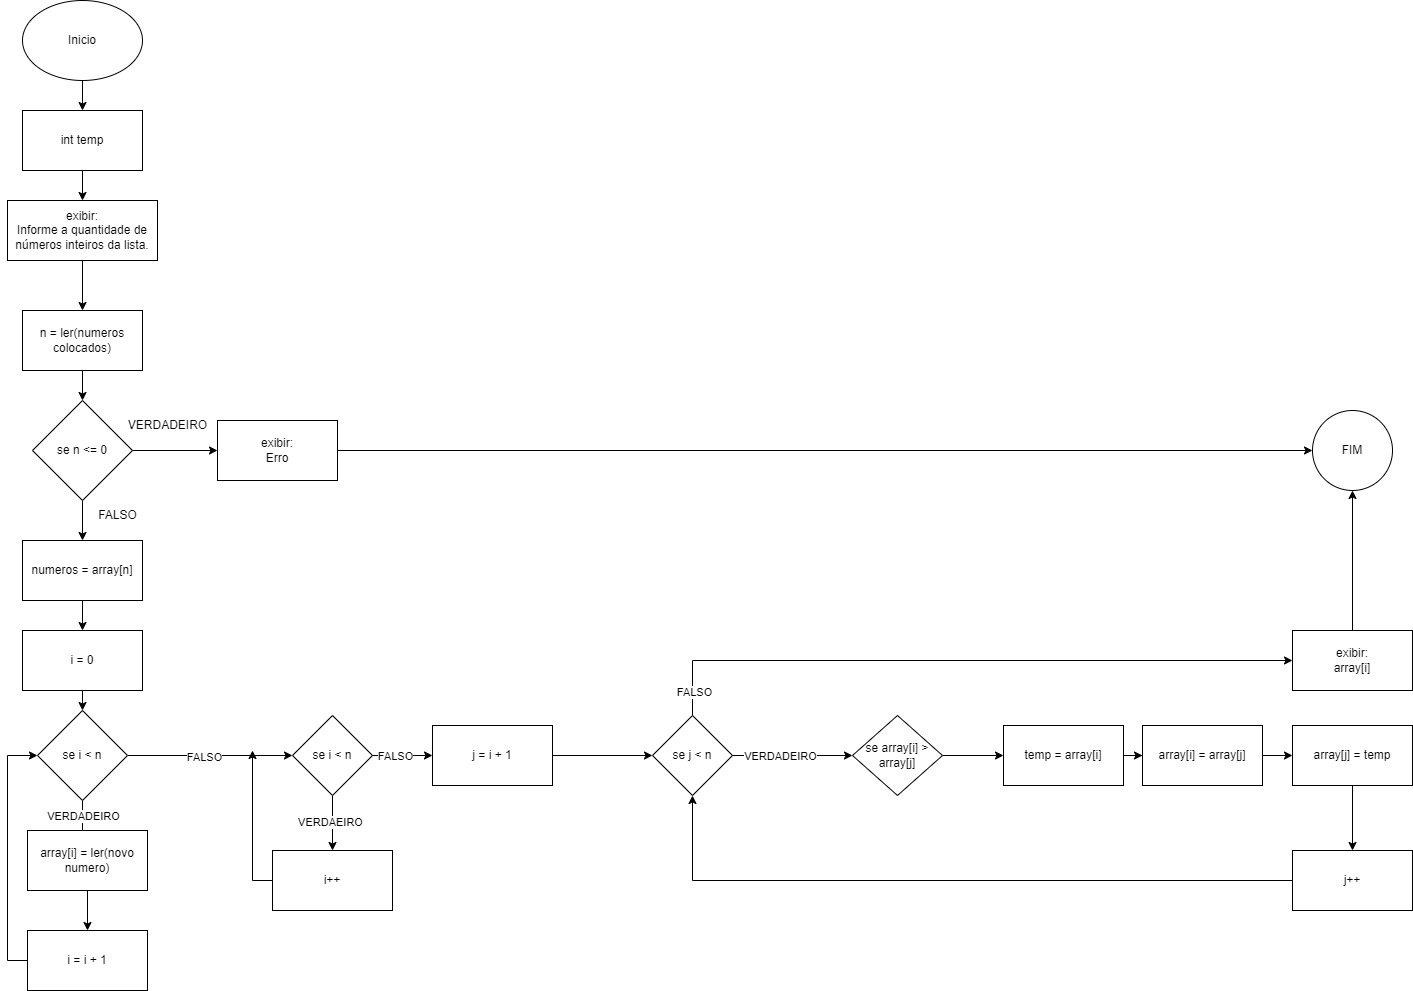 Inicio
int temp
exibir:
Informe a quantidade de
números inteiros da lista.
n = ler(numeros
colocados)
se n <= 0
VERDADEIRO
exibir:
Erro
FIM
FALSO
numeros = array[n]
i = 0
se i < n
FALSO
VERDADEIRO
array[i] = ler(novo
numero)
i = i + 1
se i < n
FALSO
VERDAEIRO
i++
j = i + 1
se j < n
FALSO
VERDADEIRO
exibir:
array[i]
se array[i] >
array[j]
temp = array[i]
array[i] = array[j]
array[j] = temp
j++